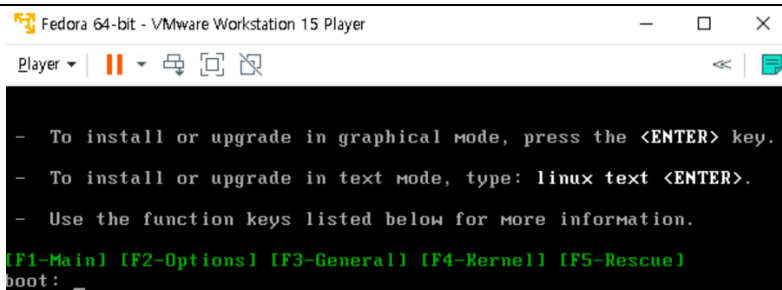 Fedora 64-bit - VMware Workstation 15 Player
Player
- To install or upgrade in graphical mode, press the <ENTER> key.
- To install or upgrade in text mode, type: linux text <ENTER>.
- Use the function keys listed below for more information.
[F1-Main] [F2-Options] [F3-General] [F4-Kernel] [F5-Rescue]
boot: _